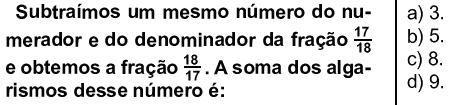 Subtraímos um mesmo número do nu-
merador e do denominador da fração 17/18
e obtemos a fração 18/17. A soma dos alga-
rismos desse número é:
a) 3.
b) 5.
c) 8.
d) 9.